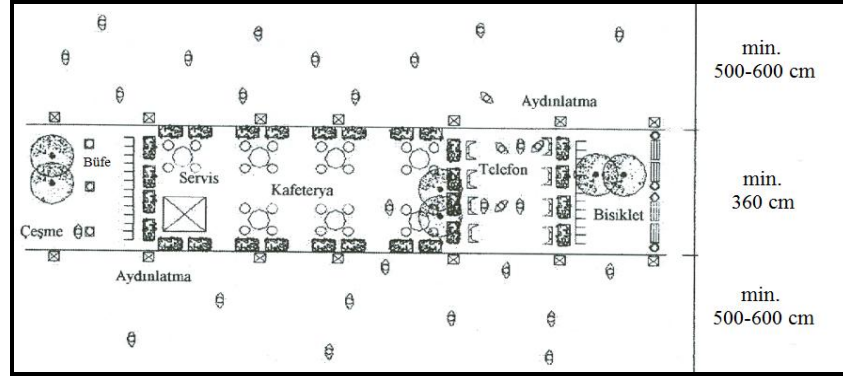 min.
500-600 cm
Aydınlatma
Büfe
Servis
Kafeterya
Telefon
Bisiklet
min.
360 cm
Çeşme
Aydınlatma
min.
500-600 cm